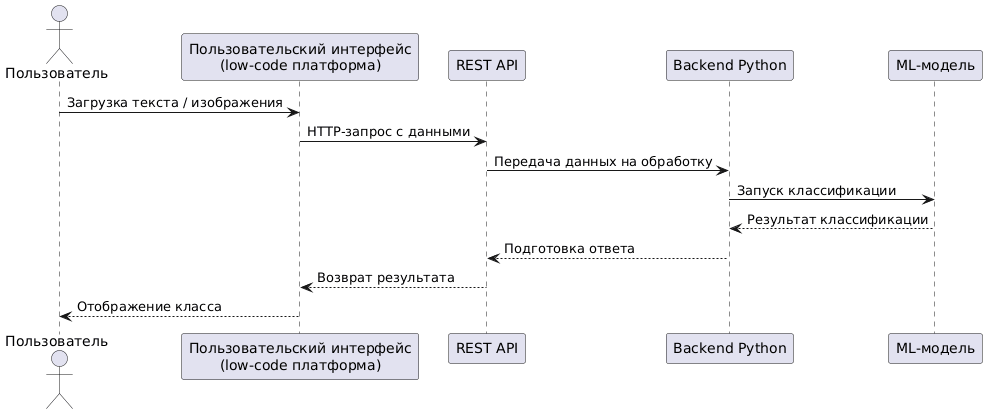 Пользователь
Пользовательский интерфейс
(low-code платформа)
REST API
Backend Python
ML-модель
Загрузка текста / изображения
HTTP-запрос с данными
Передача данных на обработку
Запуск классификации
Результат классификации
Подготовка ответа
Возврат результата
Отображение класса
Пользователь
Пользовательский интерфейс
(low-code платформа)
REST API
Backend Python
ML-модель